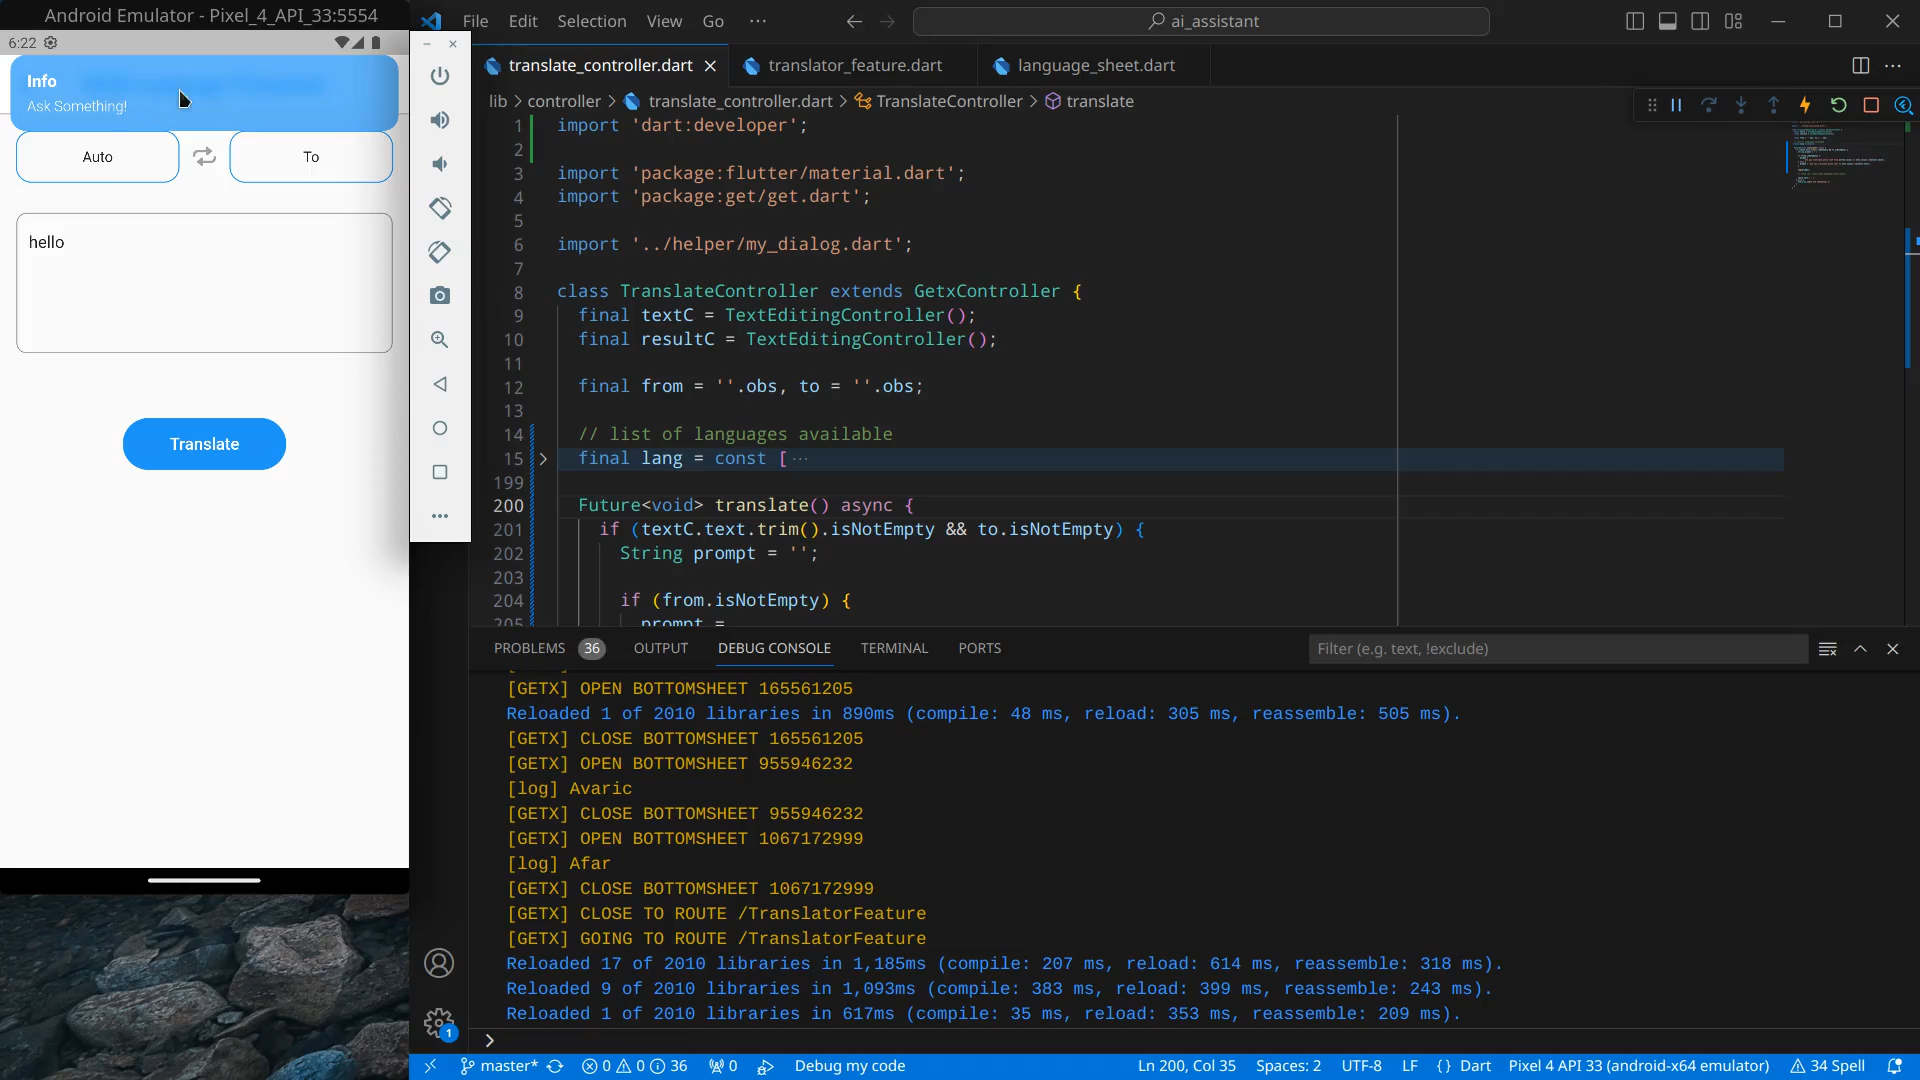 Android Emulator - Pixel_4_API_33:5554
6:22
Info
Ask Something!
Auto
To
hello
Translate
File Edit Selection View Go ···
ai_assistant
translate_controller.dart
translator_feature.dart
language_sheet.dart
lib > controller > translate_controller.dart > TranslateController > translate
1 import 'dart:developer';
2
3 import 'package:flutter/material.dart';
4 import 'package:get/get.dart';
5
6 import '../helper/my_dialog.dart';
7
8 class TranslateController extends GetxController {
9 final textC = TextEditingController();
10 final resultC = TextEditingController();
11
12 final from = ''.obs, to = ''.obs;
13
14 // list of languages available
15 final lang = const [ ···
199
200 Future<void> translate() async {
201 if (textC.text.trim().isNotEmpty && to.isNotEmpty) {
202 String prompt = '';
203
204 if (from.isNotEmpty) {
205 prompt =
PROBLEMS 36 OUTPUT DEBUG CONSOLE TERMINAL PORTS
Filter (e.g. text, !exclude)
[GETX] OPEN BOTTOMSHEET 165561205
Reloaded 1 of 2010 libraries in 890ms (compile: 48 ms, reload: 305 ms, reassemble: 505 ms).
[GETX] CLOSE BOTTOMSHEET 165561205
[GETX] OPEN BOTTOMSHEET 955946232
[log] Avaric
[GETX] CLOSE BOTTOMSHEET 955946232
[GETX] OPEN BOTTOMSHEET 1067172999
[log] Afar
[GETX] CLOSE BOTTOMSHEET 1067172999
[GETX] CLOSE TO ROUTE /TranslatorFeature
[GETX] GOING TO ROUTE /TranslatorFeature
Reloaded 17 of 2010 libraries in 1,185ms (compile: 207 ms, reload: 614 ms, reassemble: 318 ms).
Reloaded 9 of 2010 libraries in 1,093ms (compile: 383 ms, reload: 399 ms, reassemble: 243 ms).
Reloaded 1 of 2010 libraries in 617ms (compile: 35 ms, reload: 353 ms, reassemble: 209 ms).
1
master* 0 0 36 0 Debug my code Ln 200, Col 35 Spaces: 2 UTF-8 LF {} Dart Pixel 4 API 33 (android-x64 emulator) 34 Spell